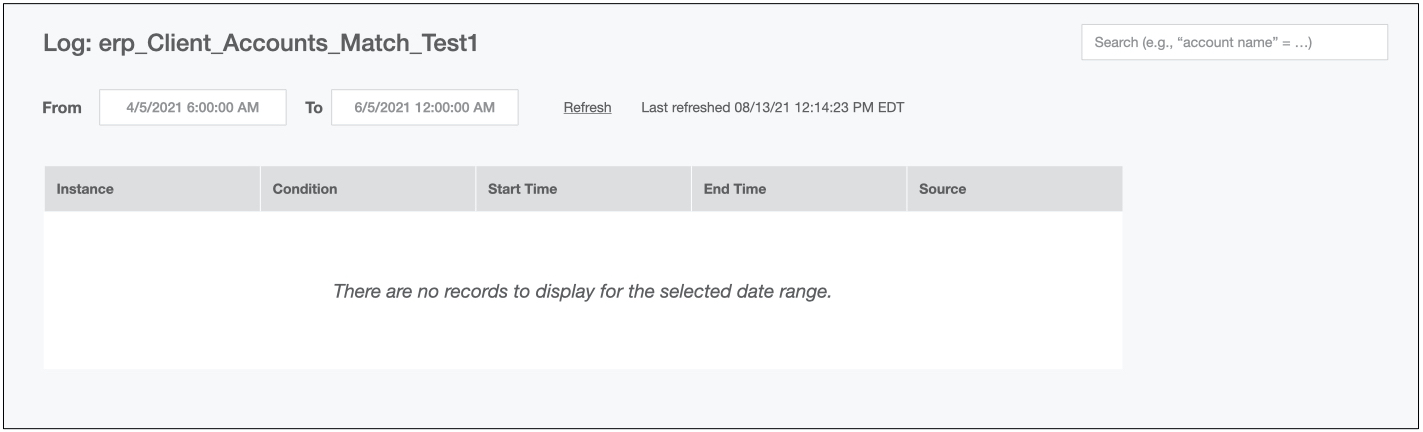 Log: erp_Client_Accounts_Match_Test1
Search (e.g., “account name” = …)
From 4/5/2021 6:00:00 AM To 6/5/2021 12:00:00 AM Refresh Last refreshed 08/13/21 12:14:23 PM EDT
Instance Condition Start Time End Time Source
There are no records to display for the selected date range.